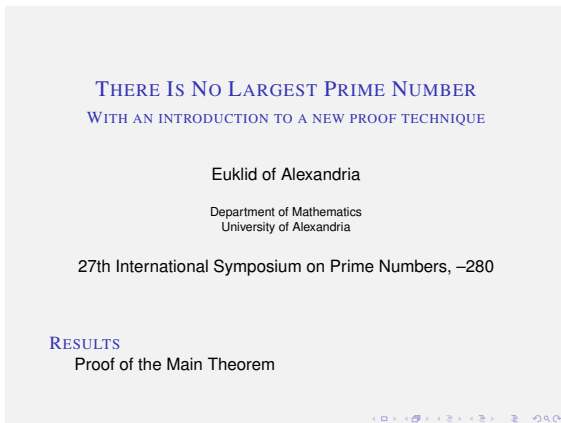 THERE IS NO LARGEST PRIME NUMBER
WITH AN INTRODUCTION TO A NEW PROOF TECHNIQUE
Euklid of Alexandria
Department of Mathematics
University of Alexandria
27th International Symposium on Prime Numbers, –280
RESULTS
Proof of the Main Theorem